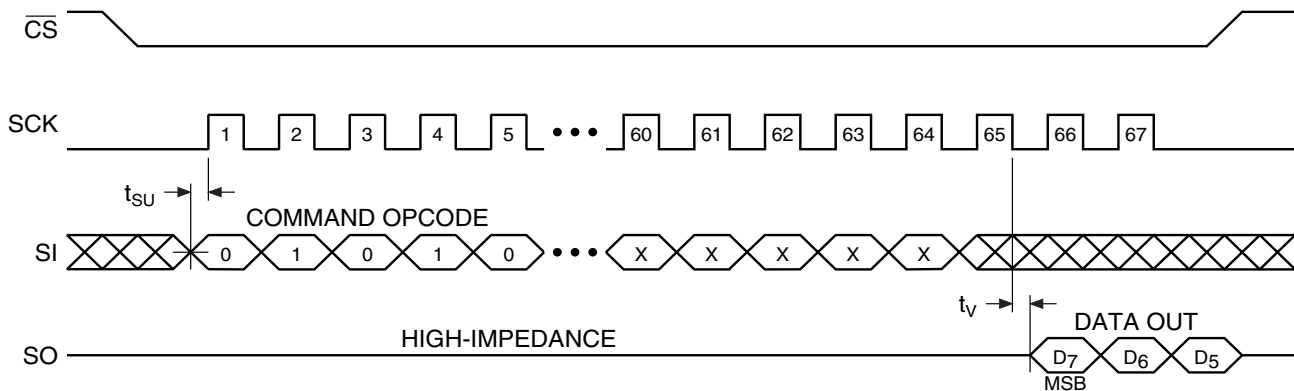 CS
SCK 1 2 3 4 5 ••• 60 61 62 63 64 65 66 67
tSU
COMMAND OPCODE
SI 0 1 0 1 0 ••• X X X X X
tV
HIGH-IMPEDANCE DATA OUT
SO D7 D6 D5
MSB